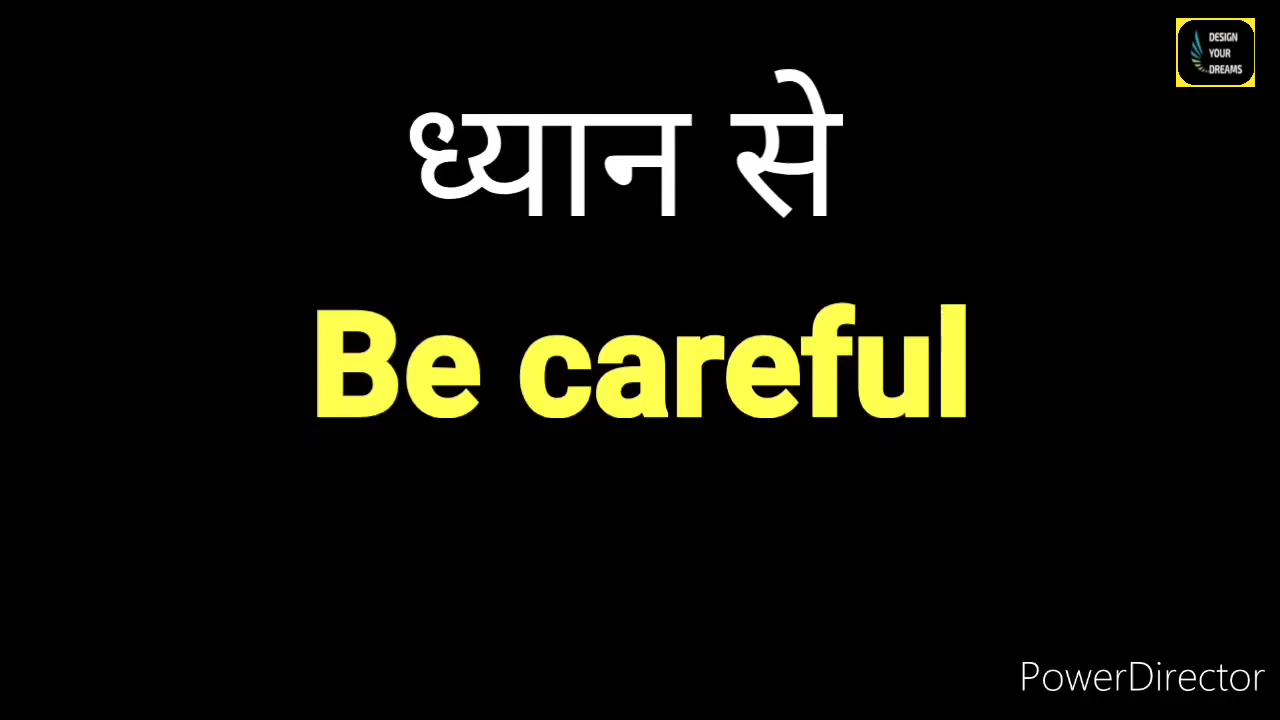 DESIGN
YOUR
DREAMS
ध्यान से
Be careful
PowerDirector